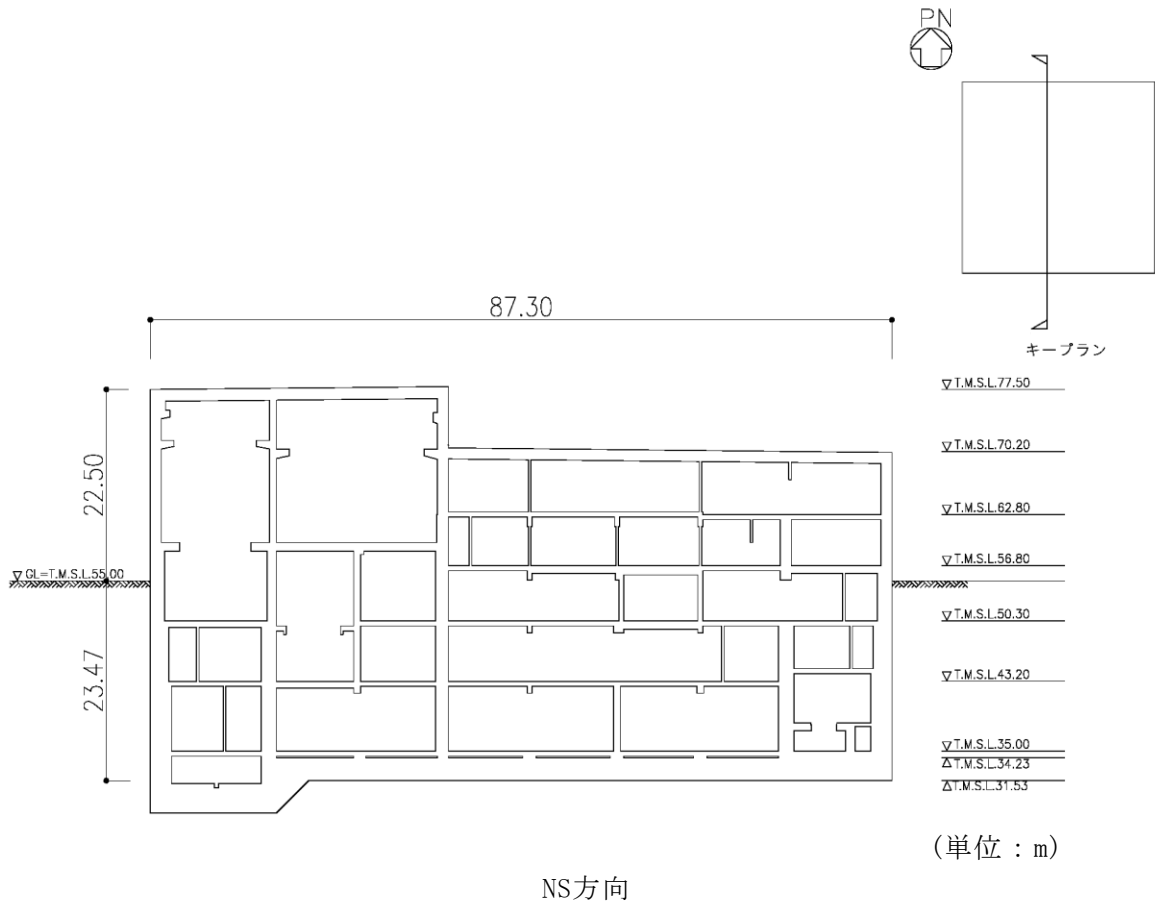 PN
キープラン
87.30
22.50
23.47
▽GL=T.M.S.L.55.00
▽T.M.S.L.77.50
▽T.M.S.L.70.20
▽T.M.S.L.62.80
▽T.M.S.L.56.80
▽T.M.S.L.50.30
▽T.M.S.L.43.20
▽T.M.S.L.35.00
△T.M.S.L.34.23
△T.M.S.L.31.53
(単位：m)
NS方向